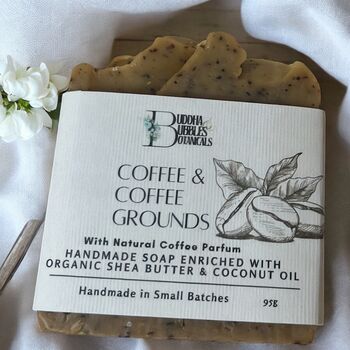 BUDDHA
BUBBLES
BOTANICALS
COFFEE &
COFFEE
GROUNDS
With Natural Coffee Parfum
HANDMADE SOAP ENRICHED WITH
ORGANIC SHEA BUTTER & COCONUT OIL
Handmade in Small Batches
95g